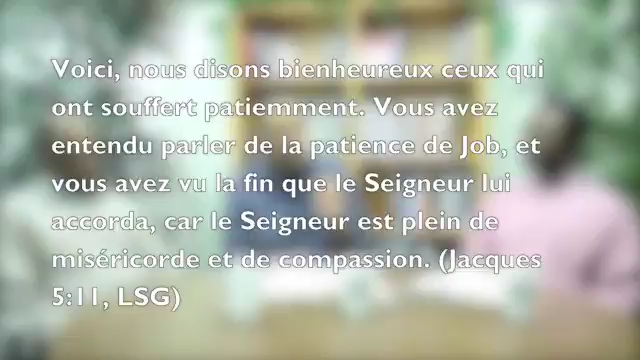 Voici, nous disons bienheureux ceux qui
ont souffert patiemment. Vous avez
entendu parler de la patience de Job, et
vous avez vu la fin que le Seigneur lui
accorda, car le Seigneur est plein de
miséricorde et de compassion. (Jacques
5:11, LSG)